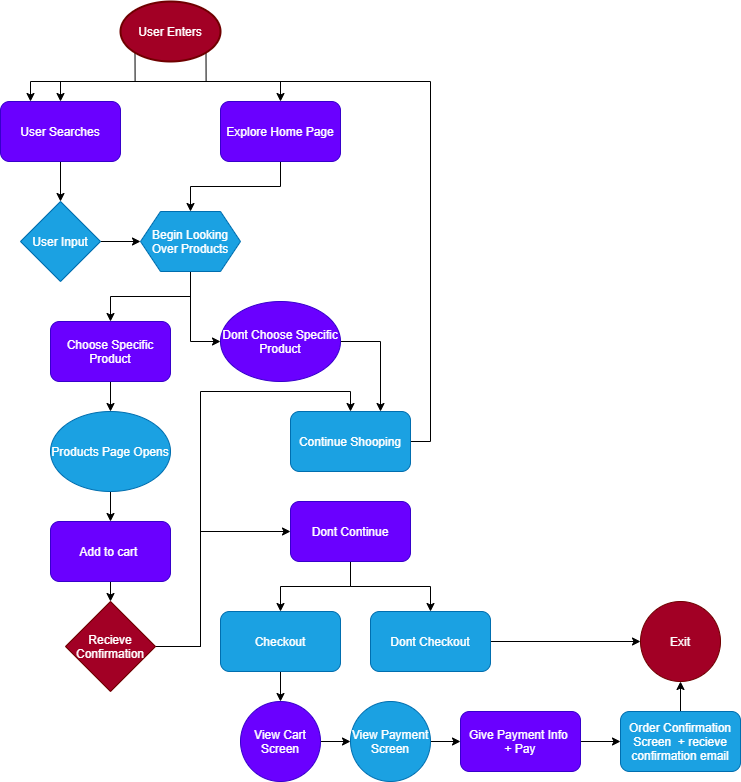 User Enters
User Searches
Explore Home Page
User Input
Begin Looking
Over Products
Choose Specific
Product
Dont Choose Specific
Product
Products Page Opens
Continue Shooping
Add to cart
Dont Continue
Recieve
Confirmation
Checkout
Dont Checkout
Exit
View Cart
Screen
View Payment
Screen
Give Payment Info
+ Pay
Order Confirmation
Screen + recieve
confirmation email